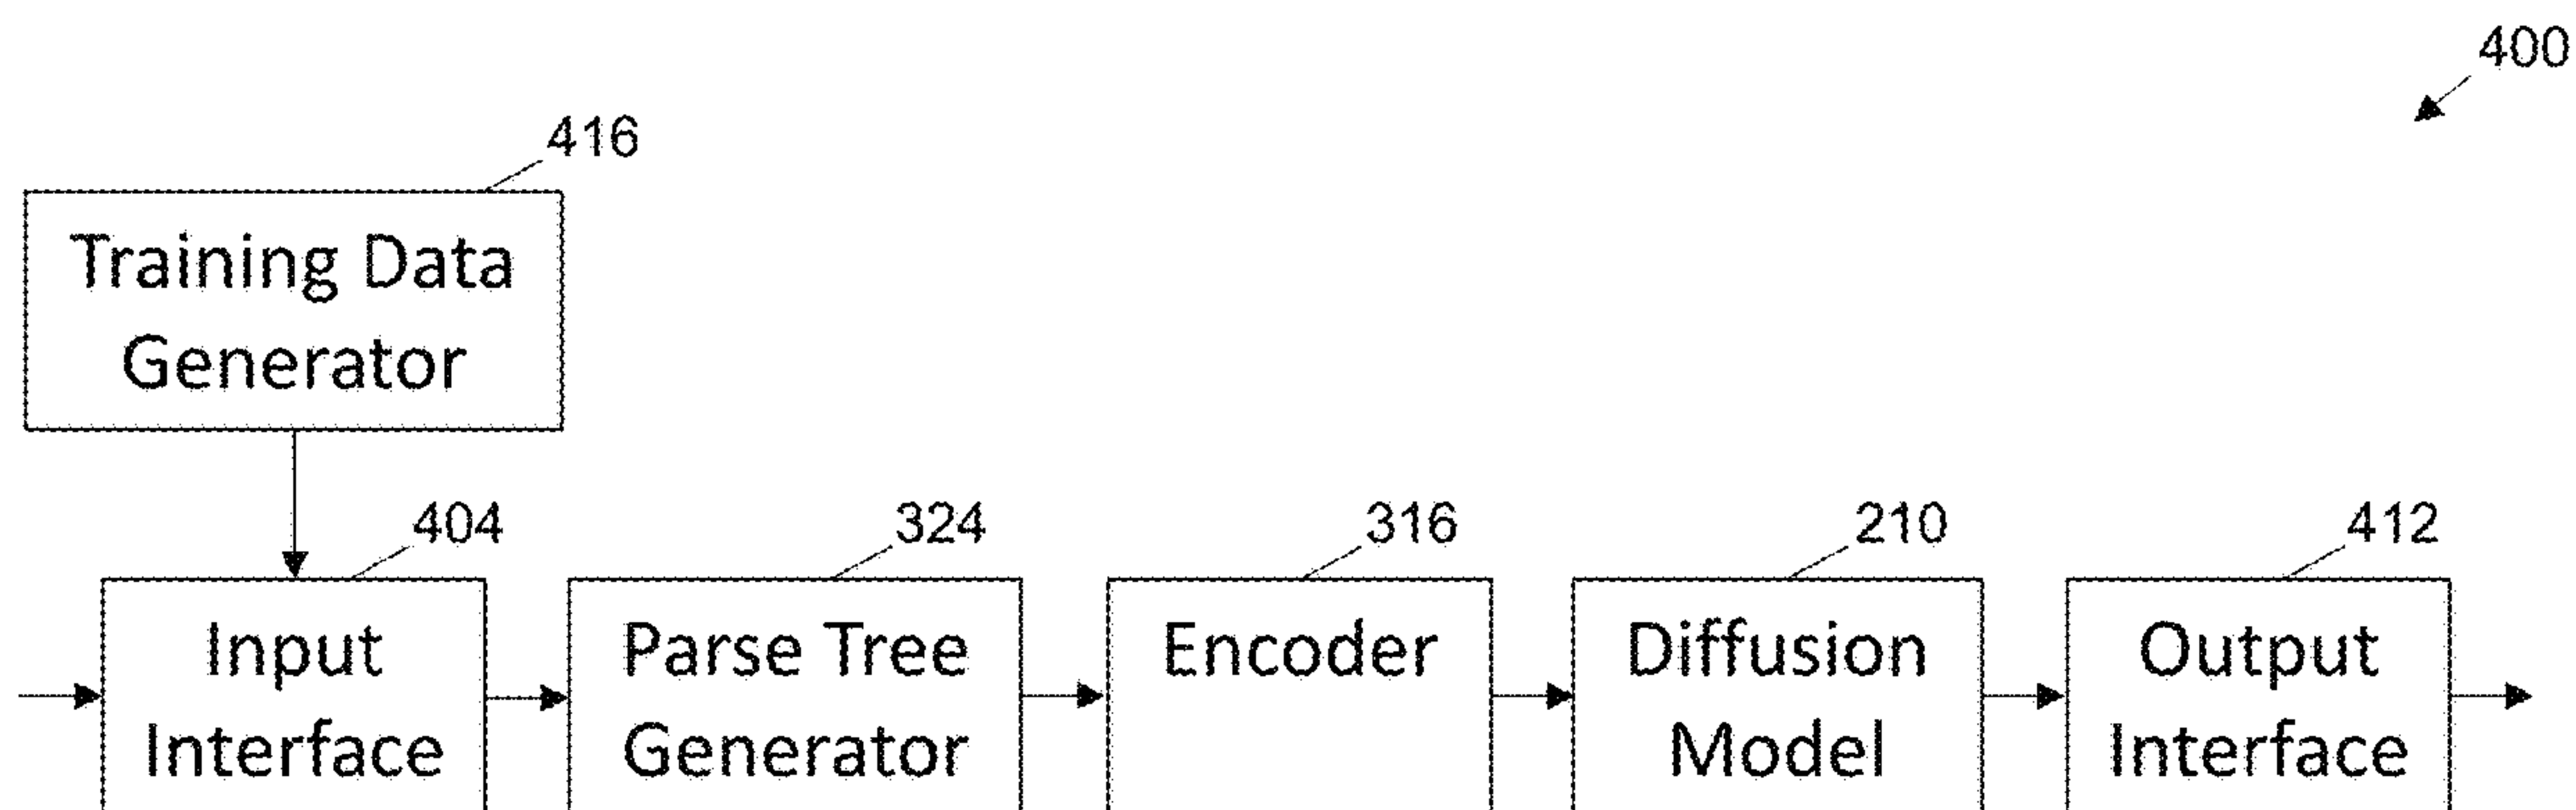 400
416
Training Data
Generator
404
324
316
210
412
Input
Interface
Parse Tree
Generator
Encoder
Diffusion
Model
Output
Interface